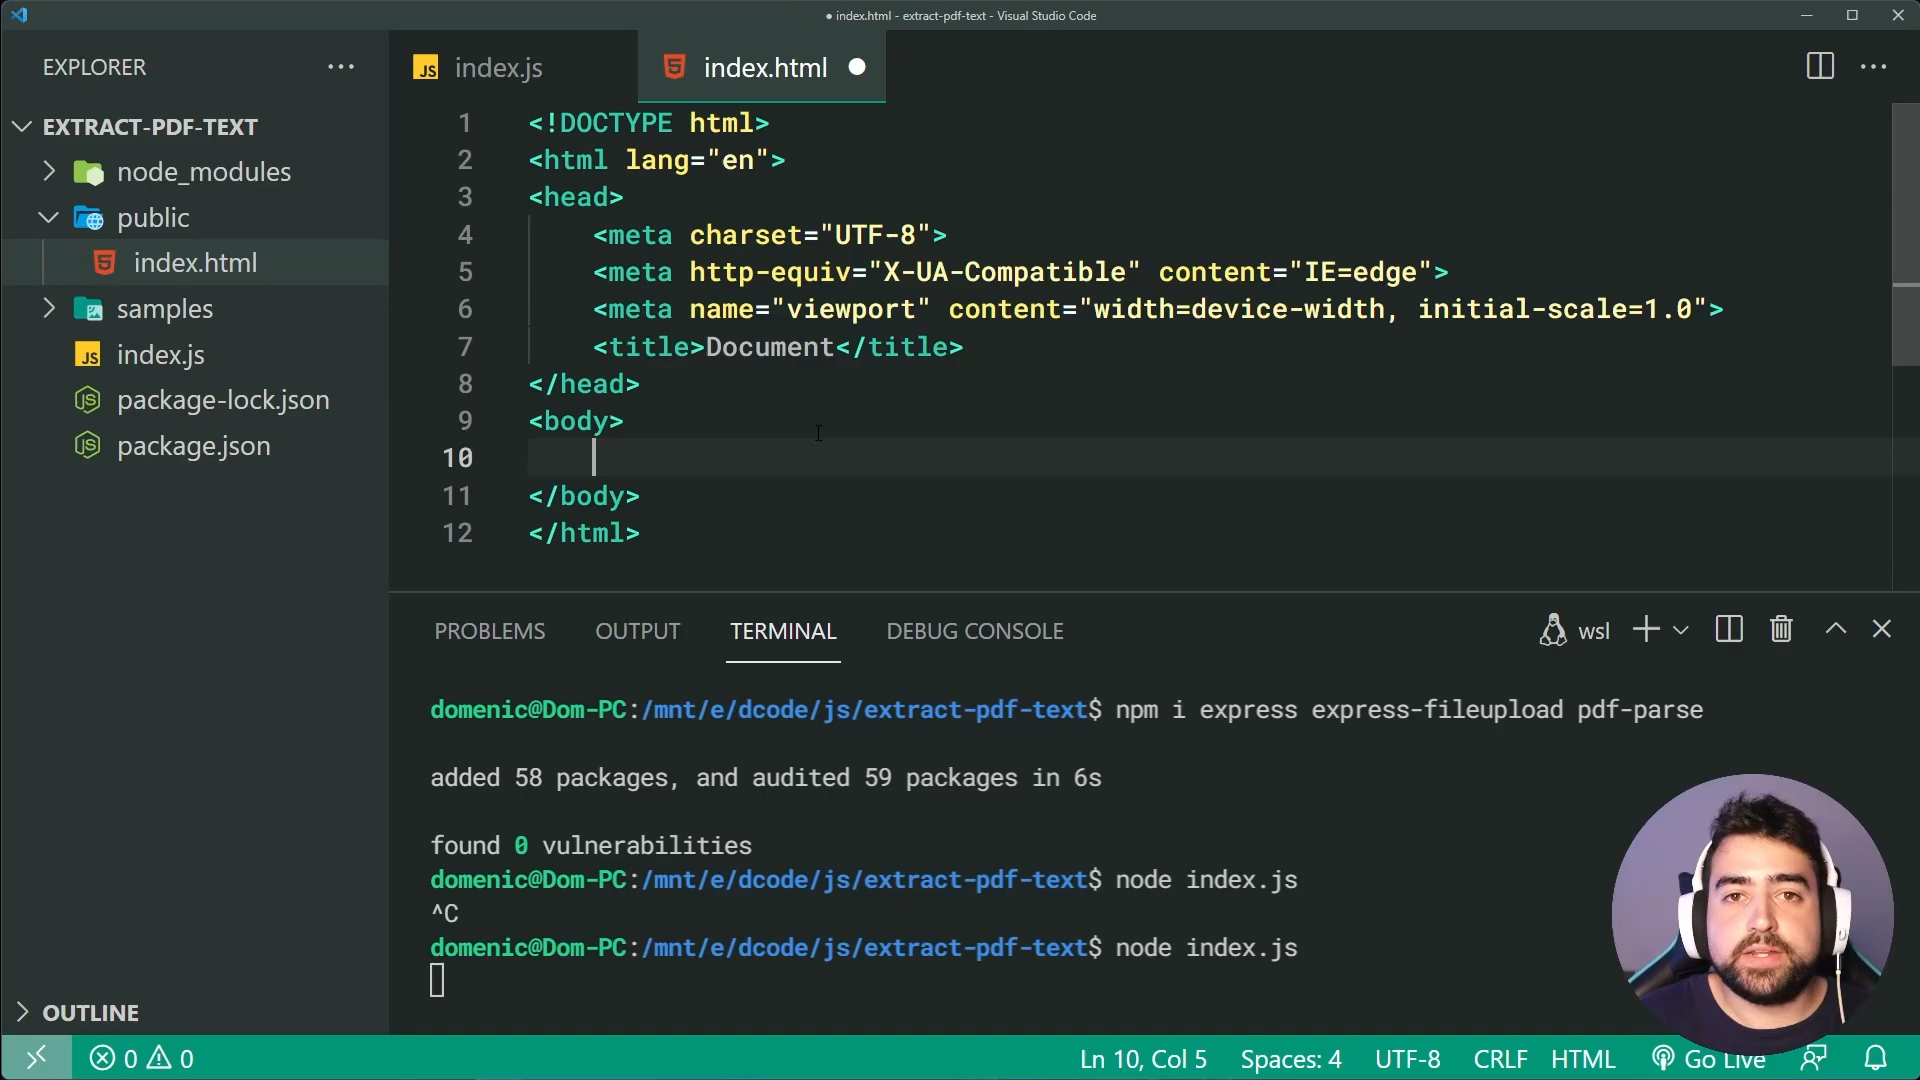 ● index.html - extract-pdf-text - Visual Studio Code
EXPLORER
JS index.js
index.html
EXTRACT-PDF-TEXT
node_modules
public
index.html
samples
JS index.js
package-lock.json
package.json
1 <!DOCTYPE html>
2 <html lang="en">
3 <head>
4 <meta charset="UTF-8">
5 <meta http-equiv="X-UA-Compatible" content="IE=edge">
6 <meta name="viewport" content="width=device-width, initial-scale=1.0">
7 <title>Document</title>
8 </head>
9 <body>
10
11 </body>
12 </html>
PROBLEMS OUTPUT TERMINAL DEBUG CONSOLE
wsl
domenic@Dom-PC:/mnt/e/dcode/js/extract-pdf-text$ npm i express express-fileupload pdf-parse
added 58 packages, and audited 59 packages in 6s
found 0 vulnerabilities
domenic@Dom-PC:/mnt/e/dcode/js/extract-pdf-text$ node index.js
^C
domenic@Dom-PC:/mnt/e/dcode/js/extract-pdf-text$ node index.js
OUTLINE
0 0
Ln 10, Col 5 Spaces: 4 UTF-8 CRLF HTML Go Live